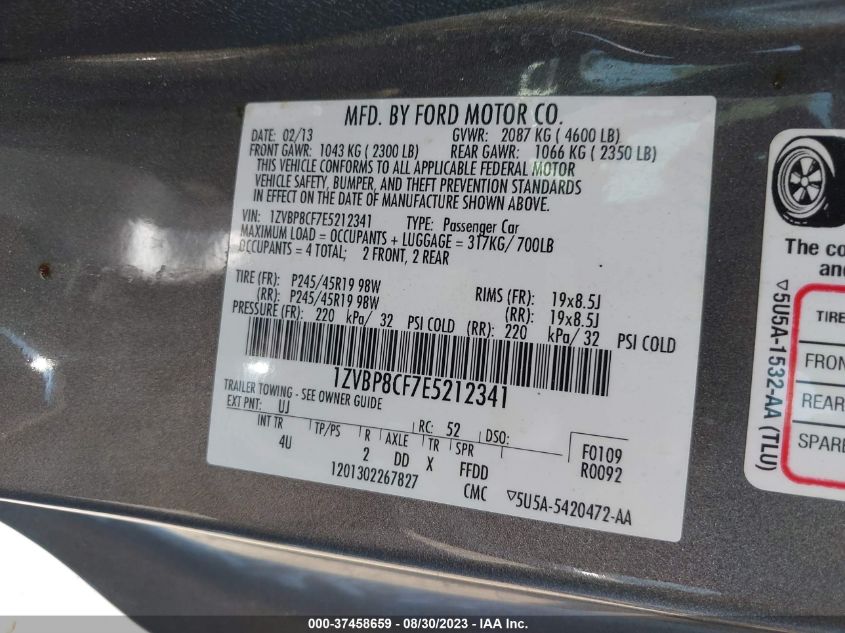 MFD. BY FORD MOTOR CO.
DATE: 02/13 GVWR: 2087 KG ( 4600 LB)
FRONT GAWR: 1043 KG ( 2300 LB) REAR GAWR: 1066 KG ( 2350 LB)
THIS VEHICLE CONFORMS TO ALL APPLICABLE FEDERAL MOTOR
VEHICLE SAFETY, BUMPER, AND THEFT PREVENTION STANDARDS
IN EFFECT ON THE DATE OF MANUFACTURE SHOWN ABOVE.
VIN: 1ZVBP8CF7E5212341 TYPE: Passenger Car
MAXIMUM LOAD = OCCUPANTS + LUGGAGE = 317KG/ 700LB
OCCUPANTS = 4 TOTAL; 2 FRONT, 2 REAR
TIRE (FR): P245/45R19 98W RIMS (FR): 19x8.5J
(RR): P245/45R19 98W (RR): 19x8.5J
PRESSURE (FR): 220 kPa/ 32 PSI COLD (RR): 220 kPa/ 32 PSI COLD
1ZVBP8CF7E5212341
TRAILER TOWING - SEE OWNER GUIDE
EXT PNT: UJ RC: 52 DSO:
INT TR TP/PS R AXLE TR SPR F0109
4U 2 DD X FFDD R0092
1201302267827 CMC ▽5U5A-5420472-AA
The co
an
▽5U5A-1532-AA (TLU)
TIRE
FRON
REAR
SPARE
000-37458659 - 08/30/2023 - IAAI.com